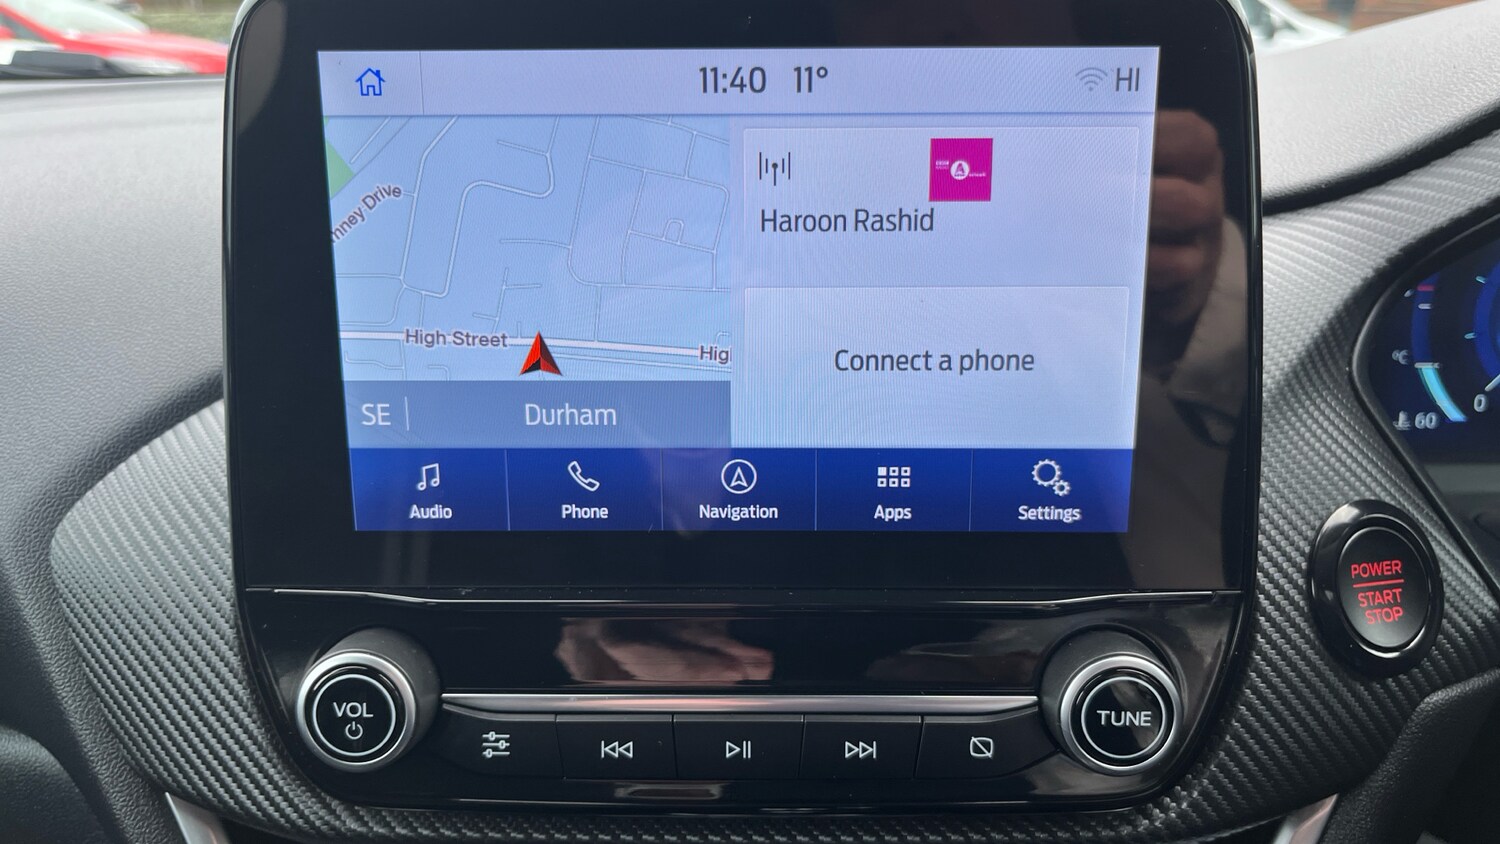 11:40 11°
HI
mney Drive
High Street
Hig
SE
Durham
Haroon Rashid
A
Connect a phone
Audio
Phone
Navigation
Apps
Settings
VOL
TUNE
POWER
START
STOP
°C
60
0